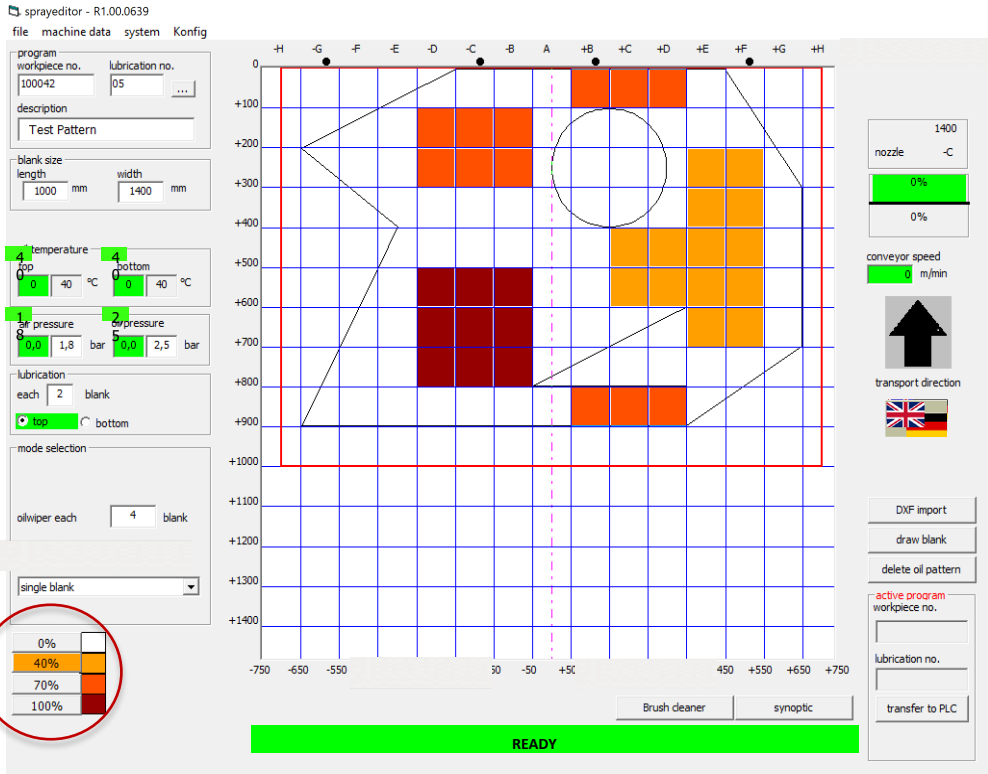 sprayeditor - R1.00.0639
file machine data system Konfig
program
workpiece no. lubrication no.
100042 05 ...
description
Test Pattern
blank size
length width
1000 mm 1400 mm
temperature
40 40
top bottom
0 40 °C 0 40 °C
18 25
air pressure pressure
0,0 1,8 bar 0,0 2,5 bar
lubrication
each 2 blank
top bottom
mode selection
oilwiper each 4 blank
single blank
0%
40%
70%
100%
-H -G -F -E -D -C -B A +B +C +D +E +F +G +H
0
+100
+200
+300
+400
+500
+600
+700
+800
+900
+1000
+1100
+1200
+1300
+1400
-750 -650 -550 50 -50 +50 450 +550 +650 +750
Brush cleaner synoptic
READY
1400
nozzle -C
0%
0%
conveyor speed
0 m/min
transport direction
DXF import
draw blank
delete oil pattern
active program
workpiece no.
lubrication no.
transfer to PLC